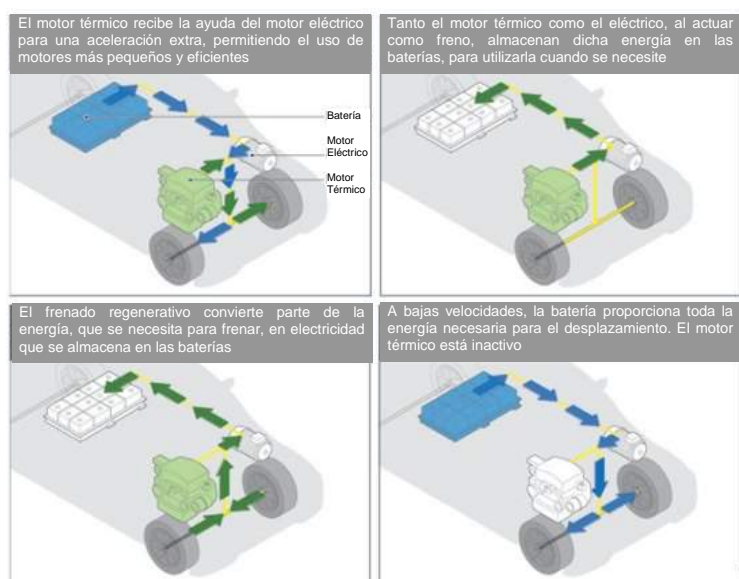 El motor térmico recibe la ayuda del motor eléctrico
para una aceleración extra, permitiendo el uso de
motores más pequeños y eficientes
Batería
Motor
Eléctrico
Motor
Térmico
Tanto el motor térmico como el eléctrico, al actuar
como freno, almacenan dicha energía en las
baterías, para utilizarla cuando se necesite
El frenado regenerativo convierte parte de la
energía, que se necesita para frenar, en electricidad
que se almacena en las baterías
A bajas velocidades, la batería proporciona toda la
energía necesaria para el desplazamiento. El motor
térmico está inactivo